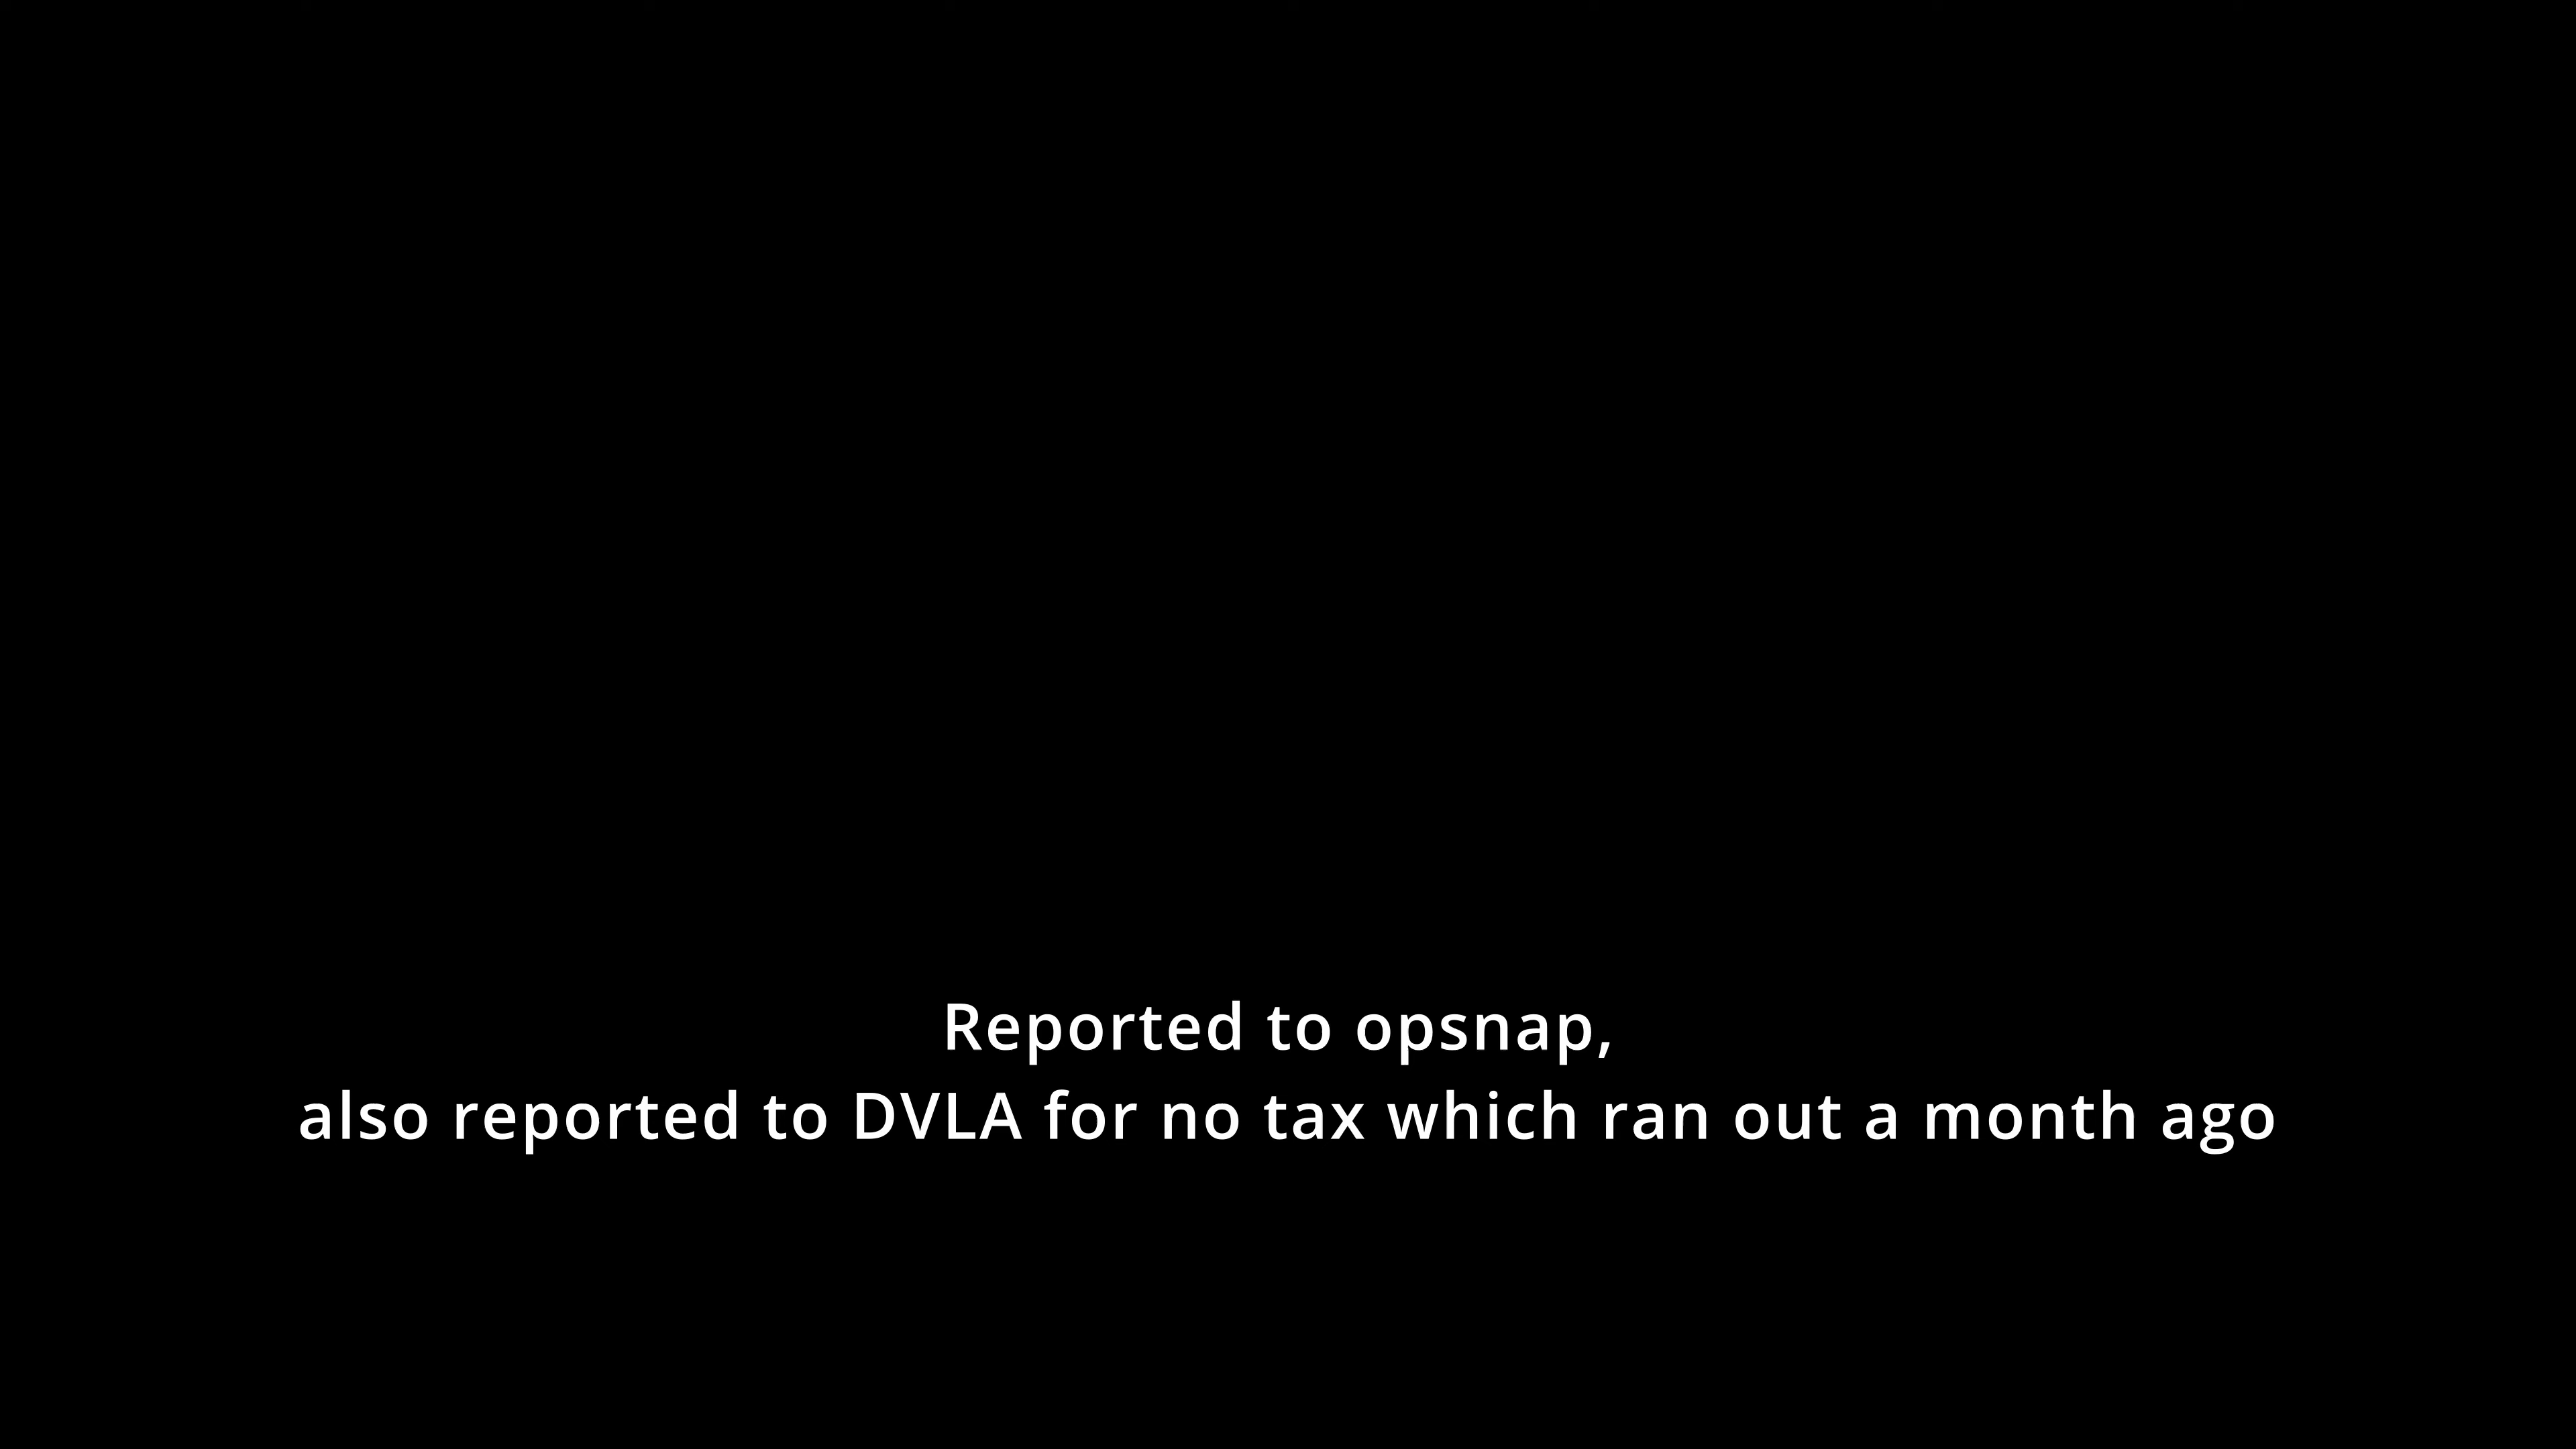 Reported to opsnap,
also reported to DVLA for no tax which ran out a month ago